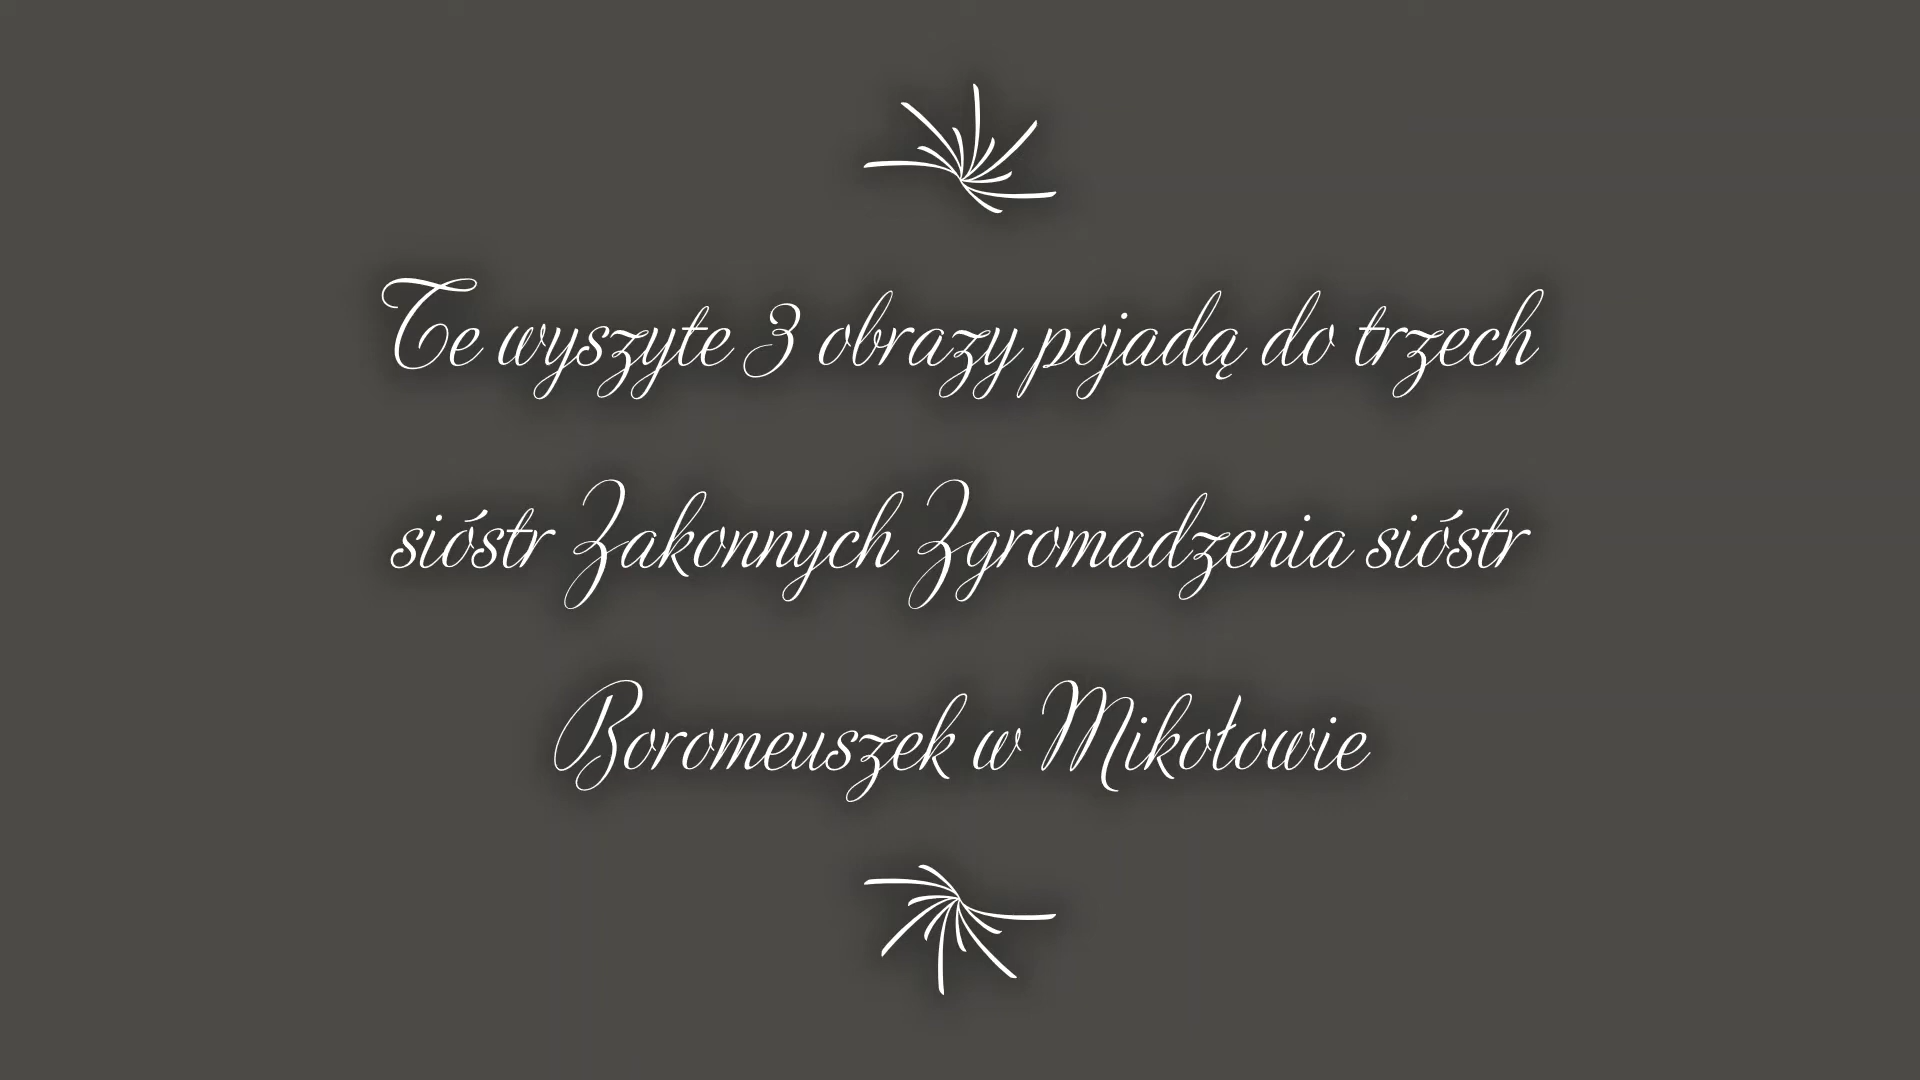 Te wyszyte 3 obrazy pojadą do trzech
sióstr Zakonnych Zgromadzenia sióstr
Boromeuszek w Mikołowie